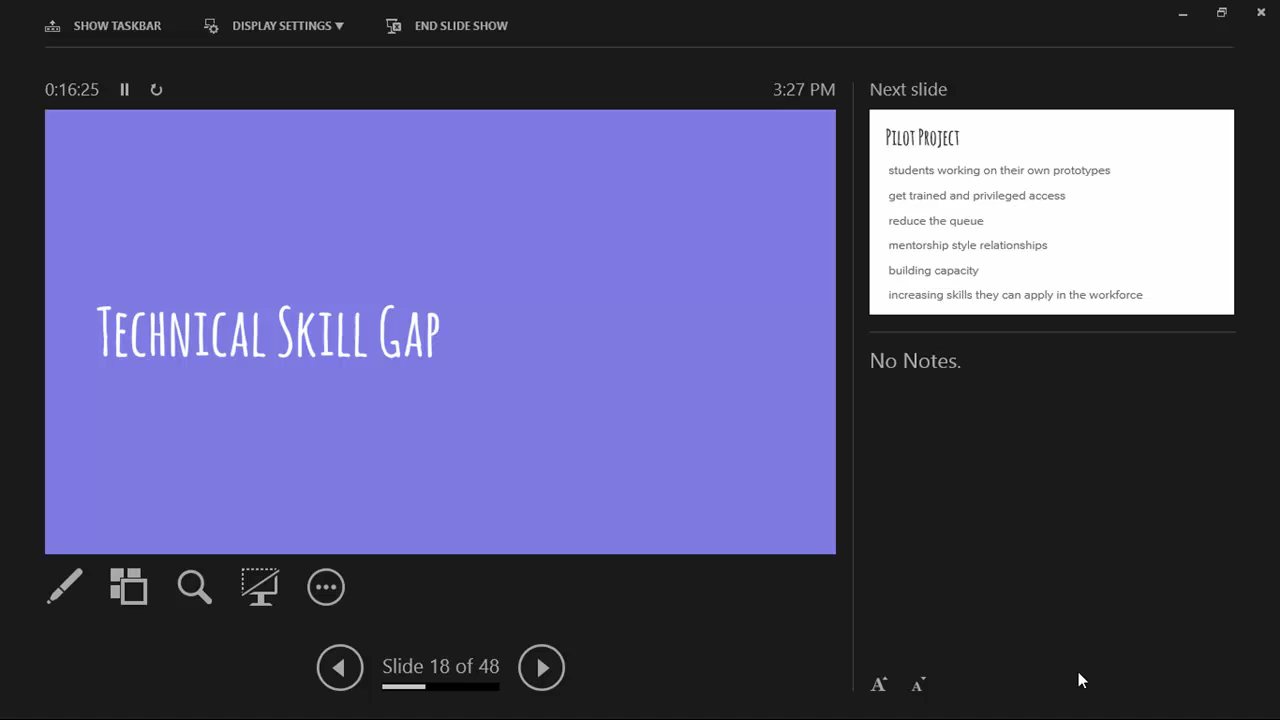 SHOW TASKBAR
DISPLAY SETTINGS ▼
END SLIDE SHOW
0:16:25
3:27 PM
Technical Skill Gap
Slide 18 of 48
Next slide
Pilot Project
students working on their own prototypes
get trained and privileged access
reduce the queue
mentorship style relationships
building capacity
increasing skills they can apply in the workforce
No Notes.
A
A